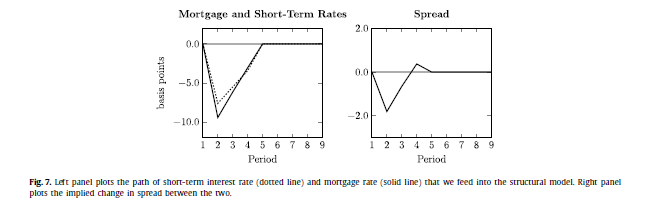 Mortgage and Short-Term Rates
Spread
basis points
0.0
−5.0
−10.0
1 2 3 4 5 6 7 8 9
Period
2.0
0.0
−2.0
1 2 3 4 5 6 7 8 9
Period
Fig. 7. Left panel plots the path of short-term interest rate (dotted line) and mortgage rate (solid line) that we feed into the structural model. Right panel
plots the implied change in spread between the two.